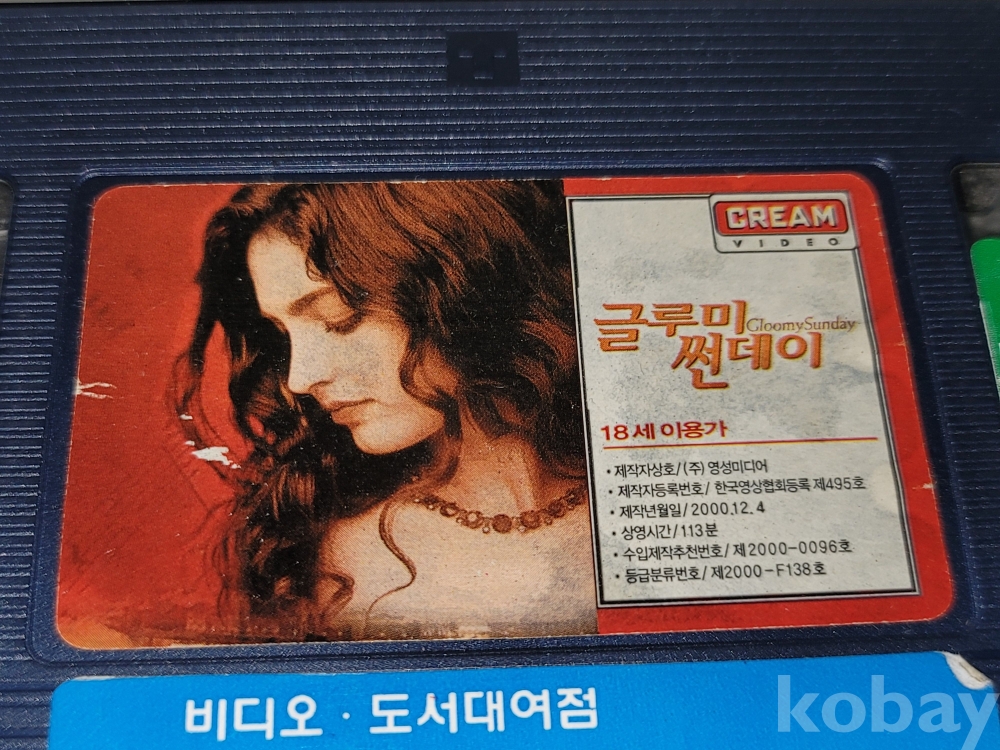 CREAM
VIDEO
글루미
GloomySunday
썬데이
18세 이용가
• 제작자상호/(주)영성미디어
• 제작자등록번호/한국영상협회등록 제495호
• 제작년월일/2000.12.4
• 상영시간/113분
• 수입제작추천번호/제2000-0096호
• 등급분류번호/제2000-F138호
비디오 · 도서대여점
kobay